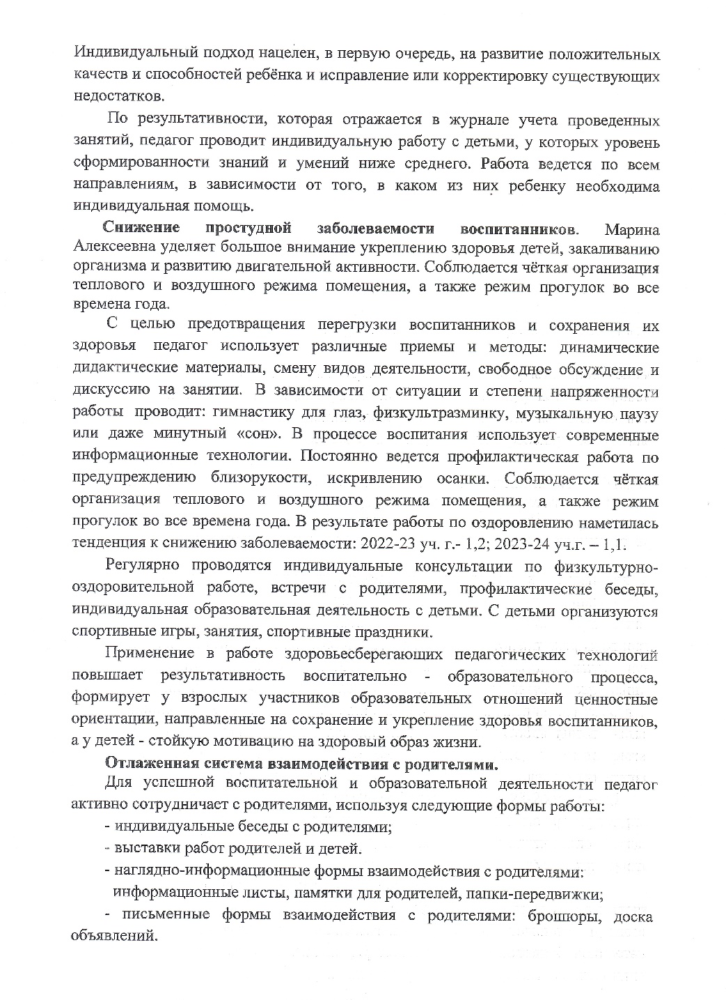 Индивидуальный подход нацелен, в первую очередь, на развитие положительных
качеств и способностей ребёнка и исправление или корректировку существующих
недостатков.
По результативности, которая отражается в журнале учета проведенных
занятий, педагог проводит индивидуальную работу с детьми, у которых уровень
сформированности знаний и умений ниже среднего. Работа ведется по всем
направлениям, в зависимости от того, в каком из них ребенку необходима
индивидуальная помощь.
Снижение простудной заболеваемости воспитанников. Марина
Алексеевна уделяет большое внимание укреплению здоровья детей, закаливанию
организма и развитию двигательной активности. Соблюдается чёткая организация
теплового и воздушного режима помещения, а также режим прогулок во все
времена года.
С целью предотвращения перегрузки воспитанников и сохранения их
здоровья педагог использует различные приемы и методы: динамические
дидактические материалы, смену видов деятельности, свободное обсуждение и
дискуссию на занятии. В зависимости от ситуации и степени напряженности
работы проводит: гимнастику для глаз, физкультразминку, музыкальную паузу
или даже минутный «сон». В процессе воспитания использует современные
информационные технологии. Постоянно ведется профилактическая работа по
предупреждению близорукости, искривлению осанки. Соблюдается чёткая
организация теплового и воздушного режима помещения, а также режим
прогулок во все времена года. В результате работы по оздоровлению наметилась
тенденция к снижению заболеваемости: 2022-23 уч. г.- 1,2; 2023-24 уч.г. – 1,1.
Регулярно проводятся индивидуальные консультации по физкультурно-
оздоровительной работе, встречи с родителями, профилактические беседы,
индивидуальная образовательная деятельность с детьми. С детьми организуются
спортивные игры, занятия, спортивные праздники.
Применение в работе здоровьесберегающих педагогических технологий
повышает результативность воспитательно - образовательного процесса,
формирует у взрослых участников образовательных отношений ценностные
ориентации, направленные на сохранение и укрепление здоровья воспитанников,
а у детей - стойкую мотивацию на здоровый образ жизни.
Отлаженная система взаимодействия с родителями.
Для успешной воспитательной и образовательной деятельности педагог
активно сотрудничает с родителями, используя следующие формы работы:
- индивидуальные беседы с родителями;
- выставки работ родителей и детей.
- наглядно-информационные формы взаимодействия с родителями:
информационные листы, памятки для родителей, папки-передвижки;
- письменные формы взаимодействия с родителями: брошюры, доска
объявлений.